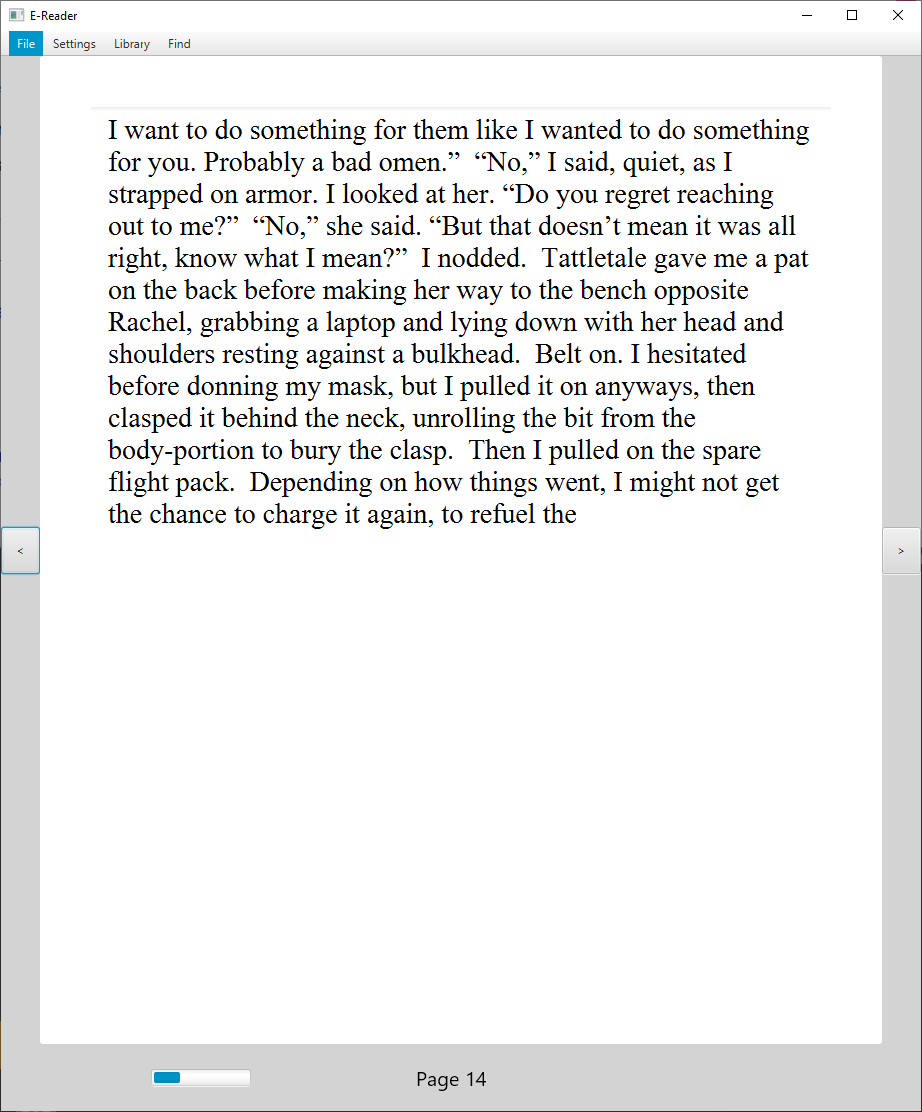 E-Reader
File Settings Library Find
I want to do something for them like I wanted to do something
for you. Probably a bad omen.”  “No,” I said, quiet, as I
strapped on armor. I looked at her. “Do you regret reaching
out to me?”  “No,” she said. “But that doesn’t mean it was all
right, know what I mean?”  I nodded.  Tattletale gave me a pat
on the back before making her way to the bench opposite
Rachel, grabbing a laptop and lying down with her head and
shoulders resting against a bulkhead.  Belt on. I hesitated
before donning my mask, but I pulled it on anyways, then
clasped it behind the neck, unrolling the bit from the
body-portion to bury the clasp.  Then I pulled on the spare
flight pack.  Depending on how things went, I might not get
the chance to charge it again, to refuel the
< >
Page 14